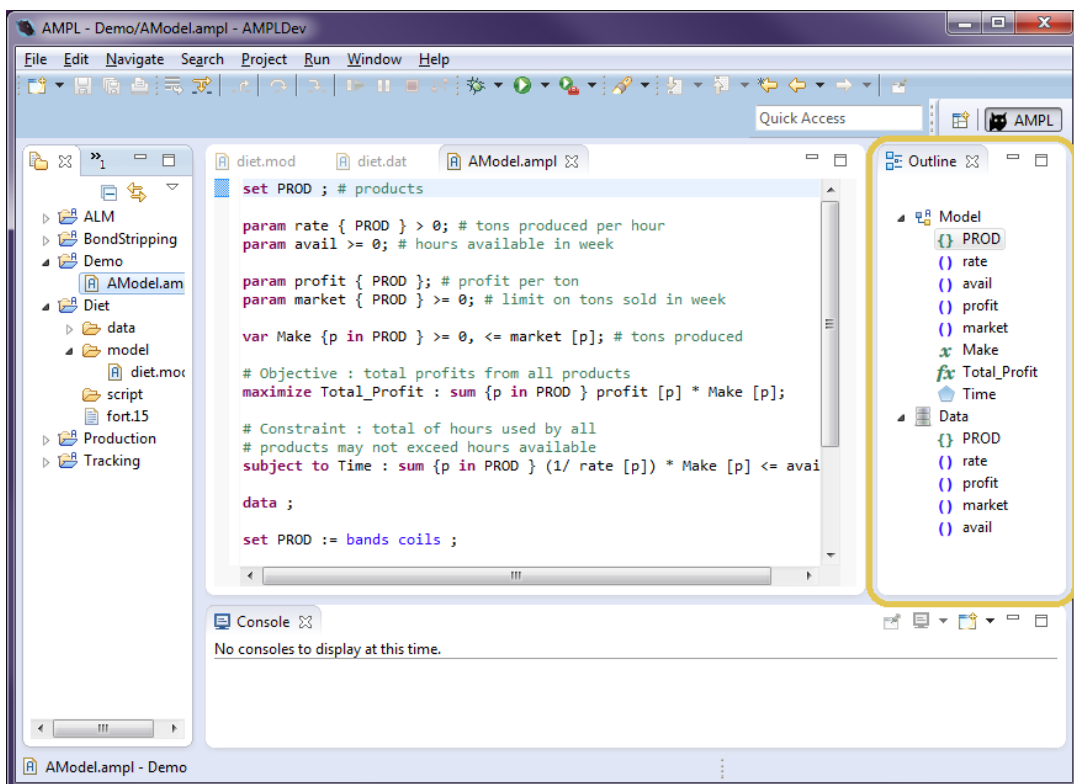 AMPL - Demo/AModel.ampl - AMPLDev
File Edit Navigate Search Project Run Window Help
Quick Access
AMPL
»1
ALM
BondStripping
Demo
AModel.am
Diet
data
model
diet.mo
script
fort.15
Production
Tracking
diet.mod diet.dat AModel.ampl
set PROD ; # products
param rate { PROD } > 0; # tons produced per hour
param avail >= 0; # hours available in week
param profit { PROD }; # profit per ton
param market { PROD } >= 0; # limit on tons sold in week
var Make {p in PROD } >= 0, <= market [p]; # tons produced
# Objective : total profits from all products
maximize Total_Profit : sum {p in PROD } profit [p] * Make [p];
# Constraint : total of hours used by all
# products may not exceed hours available
subject to Time : sum {p in PROD } (1/ rate [p]) * Make [p] <= avai
data ;
set PROD := bands coils ;
Outline
Model
{} PROD
() rate
() avail
() profit
() market
x Make
fx Total_Profit
Time
Data
{} PROD
() rate
() profit
() market
() avail
Console
No consoles to display at this time.
AModel.ampl - Demo